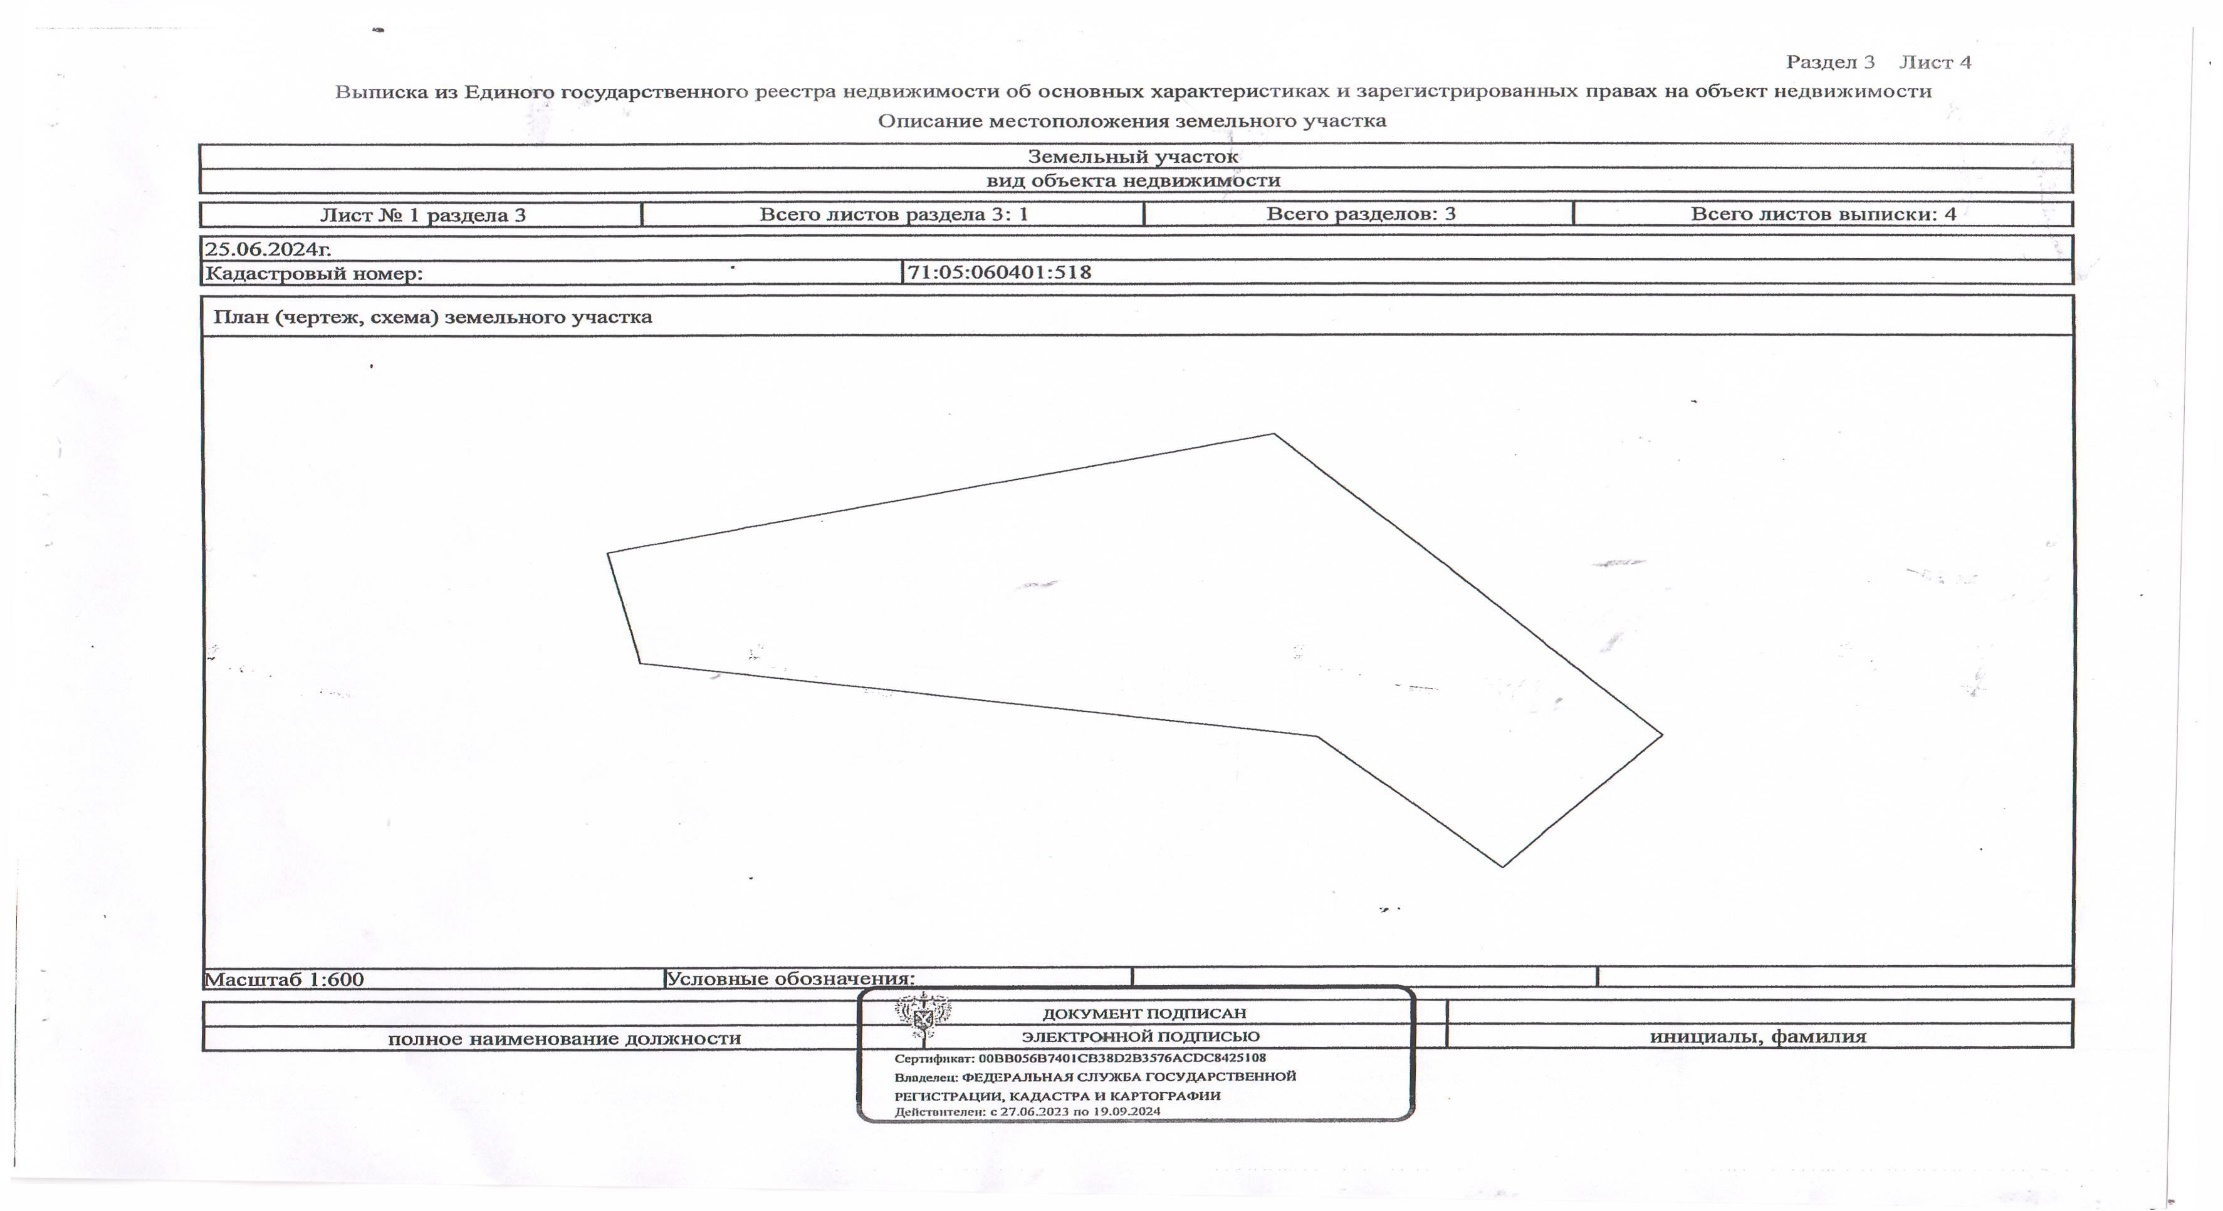 Раздел 3 Лист 4
Выписка из Единого государственного реестра недвижимости об основных характеристиках и зарегистрированных правах на объект недвижимости
Описание местоположения земельного участка
Земельный участок
вид объекта недвижимости
Лист № 1 раздела 3 Всего листов раздела 3: 1 Всего разделов: 3 Всего листов выписки: 4
25.06.2024г.
Кадастровый номер: 71:05:060401:518
План (чертеж, схема) земельного участка
Масштаб 1:600 Условные обозначения:
ДОКУМЕНТ ПОДПИСАН
полное наименование должности ЭЛЕКТРОННОЙ ПОДПИСЬЮ инициалы, фамилия
Сертификат: 00BB056B7401CB38D2B3576ACDC8425108
Владелец: ФЕДЕРАЛЬНАЯ СЛУЖБА ГОСУДАРСТВЕННОЙ
РЕГИСТРАЦИИ, КАДАСТРА И КАРТОГРАФИИ
Действителен: с 27.06.2023 по 19.09.2024